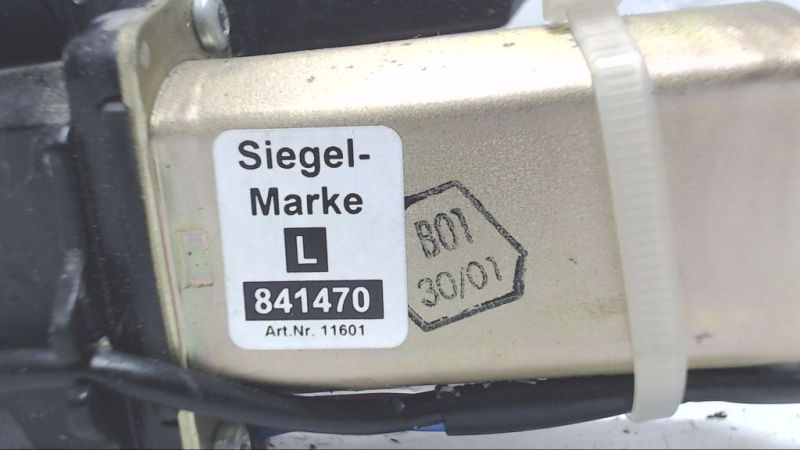 Siegel-
Marke
L
841470
Art.Nr. 11601
B01
30/01